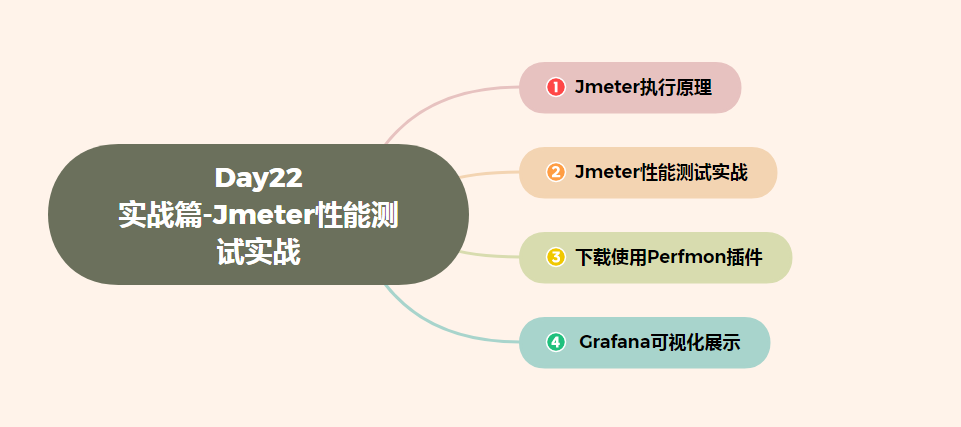 Day22
实战篇-Jmeter性能测
试实战
1 Jmeter执行原理
2 Jmeter性能测试实战
3 下载使用Perfmon插件
4 Grafana可视化展示